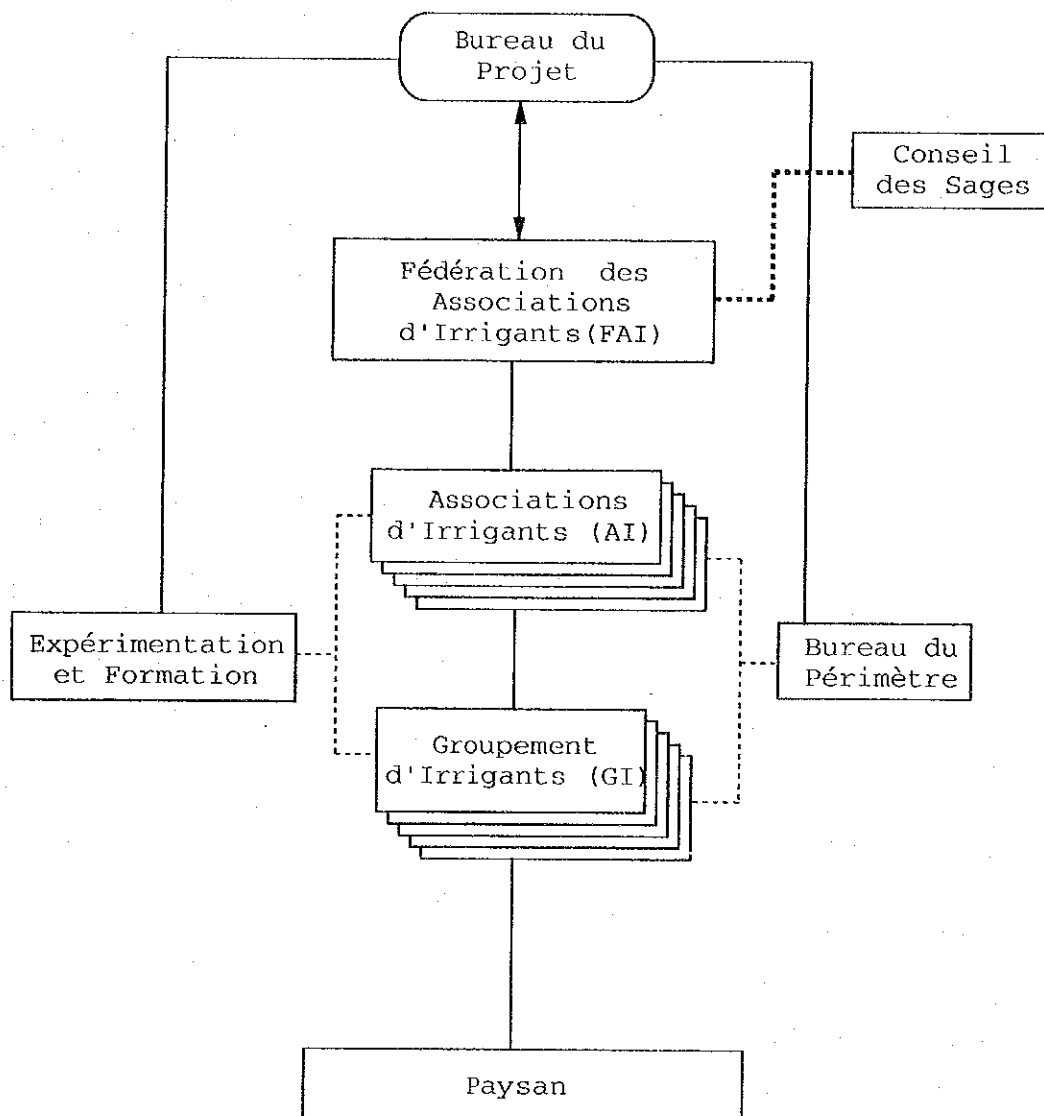 Bureau du
Projet
Conseil
des Sages
Fédération des
Associations
d'Irrigants(FAI)
Associations
d'Irrigants (AI)
Expérimentation
et Formation
Bureau du
Périmètre
Groupement
d'Irrigants (GI)
Paysan